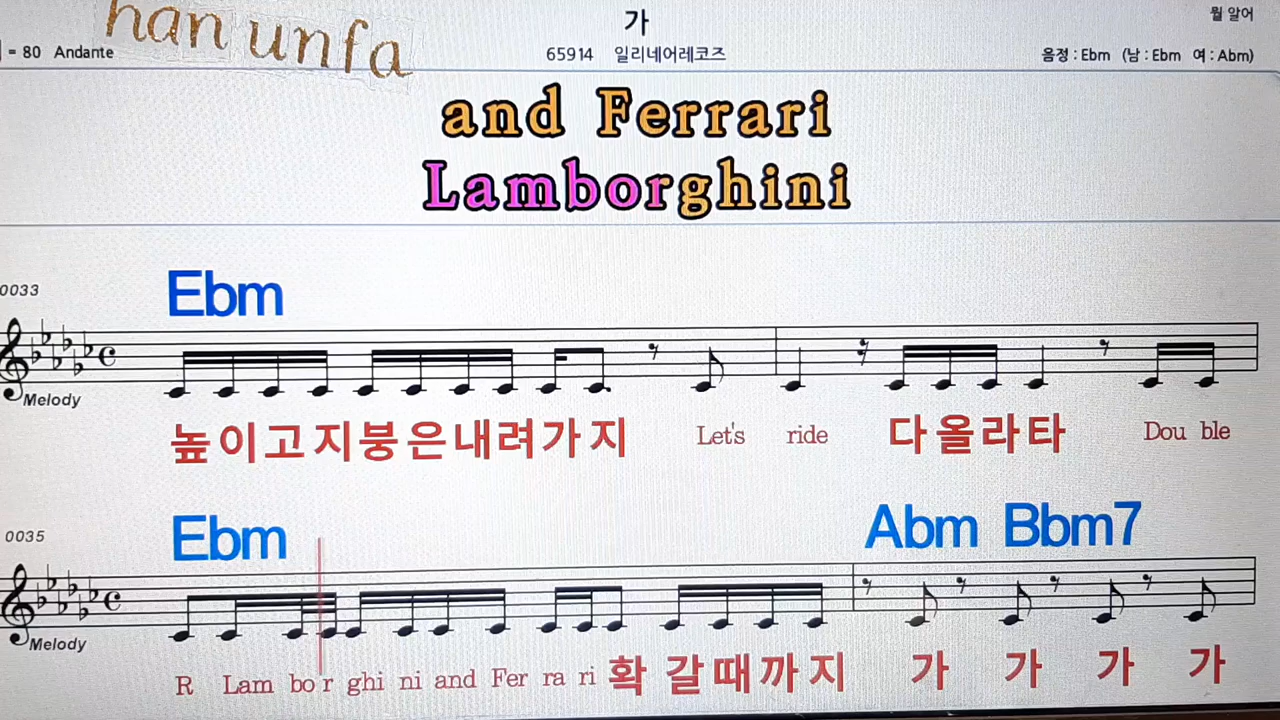 han unfa
가
뭘 알어
= 80 Andante
65914 일리네어레코즈
음정 : Ebm (남 : Ebm 여 : Abm)
and Ferrari
Lamborghini
0033
Ebm
Melody
높이고지붕은내려가지 Let's ride 다올라타 Dou ble
0035
Ebm Abm Bbm7
Melody
R Lam bo r ghi ni and Fer ra ri 확 갈때까지 가 가 가 가